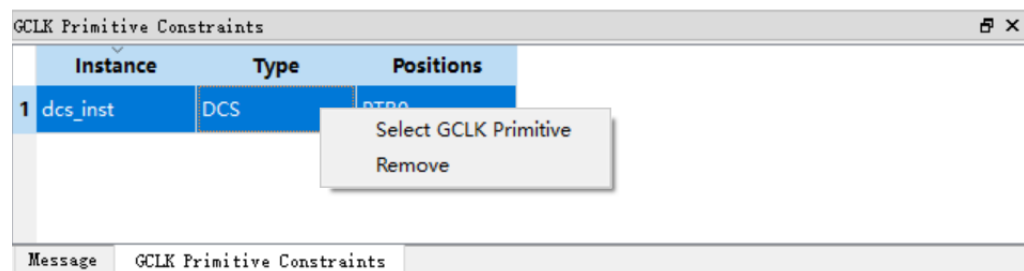 GCLK Primitive Constraints
Instance Type Positions
1 dcs_inst DCS
Select GCLK Primitive
Remove
Message GCLK Primitive Constraints